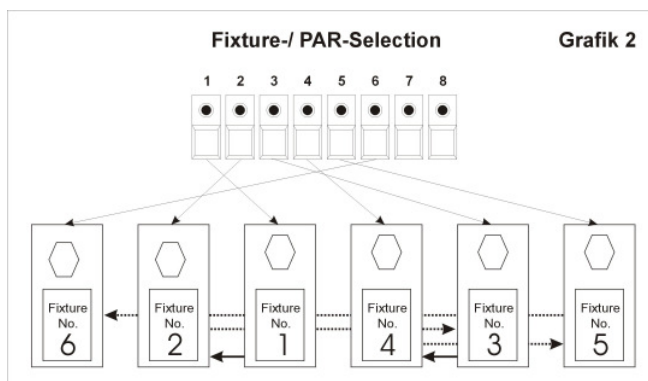 Fixture-/ PAR-Selection Grafik 2
1 2 3 4 5 6 7 8
Fixture No. 6
Fixture No. 2
Fixture No. 1
Fixture No. 4
Fixture No. 3
Fixture No. 5